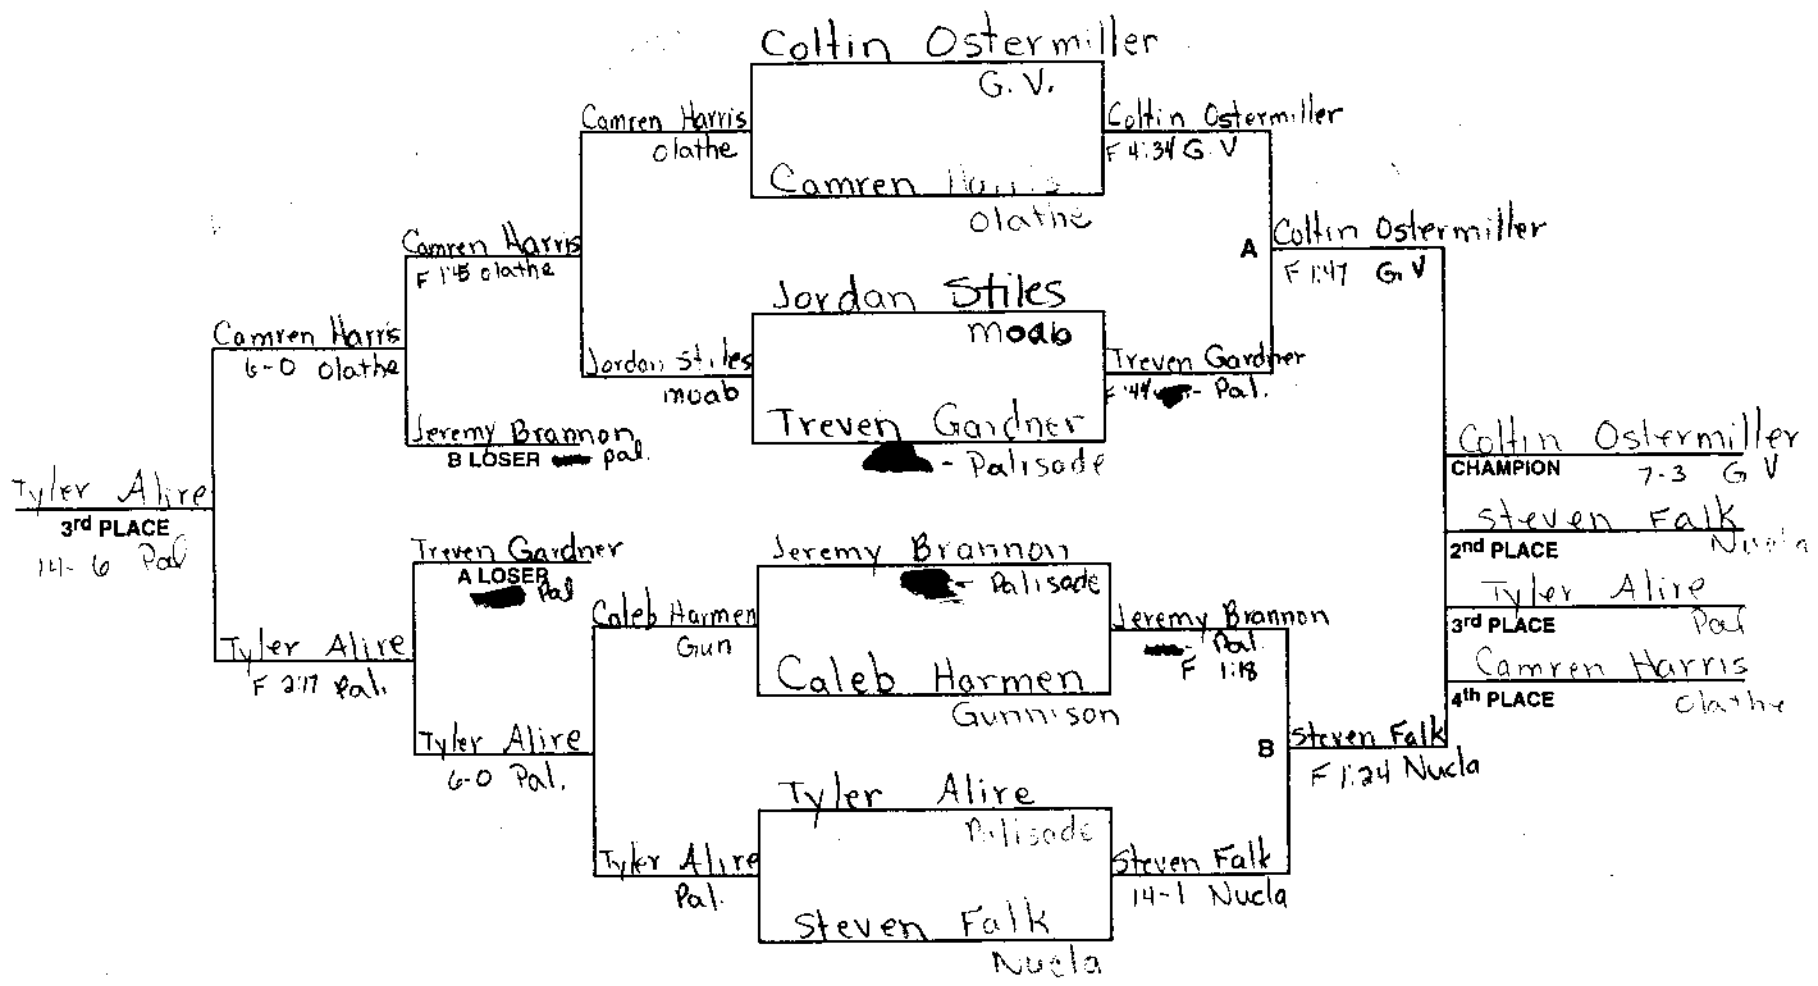 Coltin Ostermiller
G. V.
Camren Harris
Olathe
Coltin Ostermiller
F 4:34 G. V
Camren Harris
Olathe
Camren Harris
F 1:45 Olathe
A
Coltin Ostermiller
F 1:47 G. V
Jordan Stiles
Moab
Camren Harris
6-0 Olathe
Jordan Stiles
Moab
Treven Gardner
F :44 - Pal.
Treven Gardner
- Palisade
Jeremy Brannon
B LOSER Pal.
Coltin Ostermiller
CHAMPION 7-3 G V
Tyler Alire
3rd PLACE
14-6 Pal
Steven Falk
2nd PLACE Nucla
Treven Gardner
A LOSER
Pal
Jeremy Brannon
- Palisade
Tyler Alire
3rd PLACE Pal
Caleb Harmen
Gun
Jeremy Brannon
- Pal.
F 1:18
Tyler Alire
F 2:17 Pal.
Caleb Harmen
Gunnison
Camren Harris
4th PLACE Olathe
Tyler Alire
6-0 Pal.
B
Steven Falk
F 1:24 Nucla
Tyler Alire
Palisade
Tyler Alire
Pal.
Steven Falk
14-1 Nucla
Steven Falk
Nucla